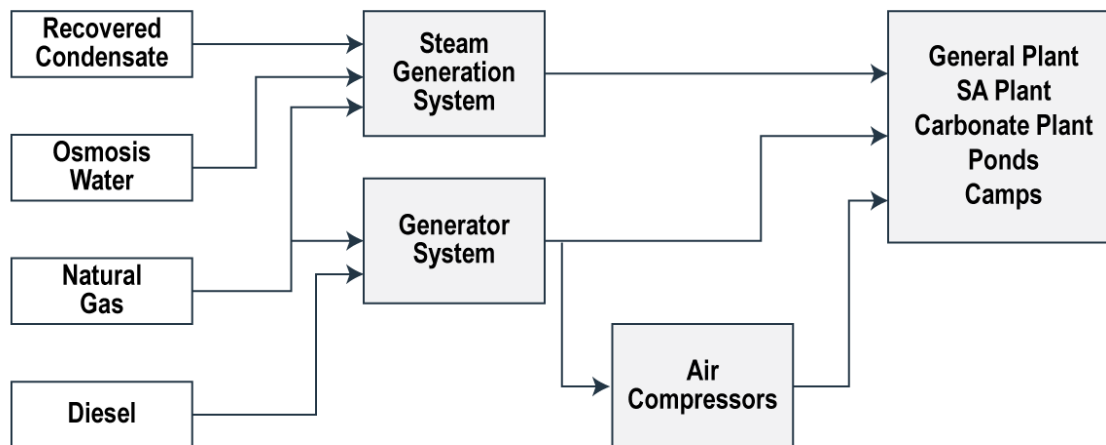 Recovered
Condensate
Osmosis
Water
Natural
Gas
Diesel
Steam
Generation
System
Generator
System
Air
Compressors
General Plant
SA Plant
Carbonate Plant
Ponds
Camps